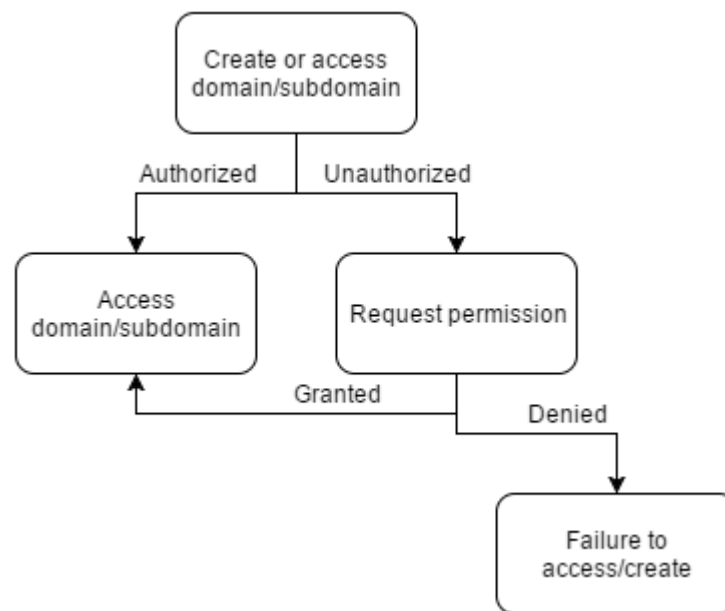 Create or access
domain/subdomain
Authorized
Unauthorized
Access
domain/subdomain
Request permission
Granted
Denied
Failure to
access/create